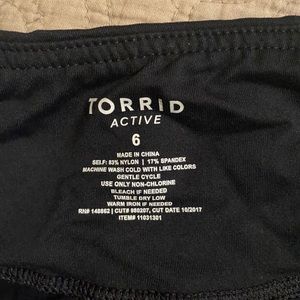 TORRID
ACTIVE
6
MADE IN CHINA
SELF: 83% NYLON | 17% SPANDEX
MACHINE WASH COLD WITH LIKE COLORS
GENTLE CYCLE
USE ONLY NON-CHLORINE
BLEACH IF NEEDED
TUMBLE DRY LOW
WARM IRON IF NEEDED
RN# 148862 | CUT# 980207, CUT DATE 10/2017
ITEM# 11031301